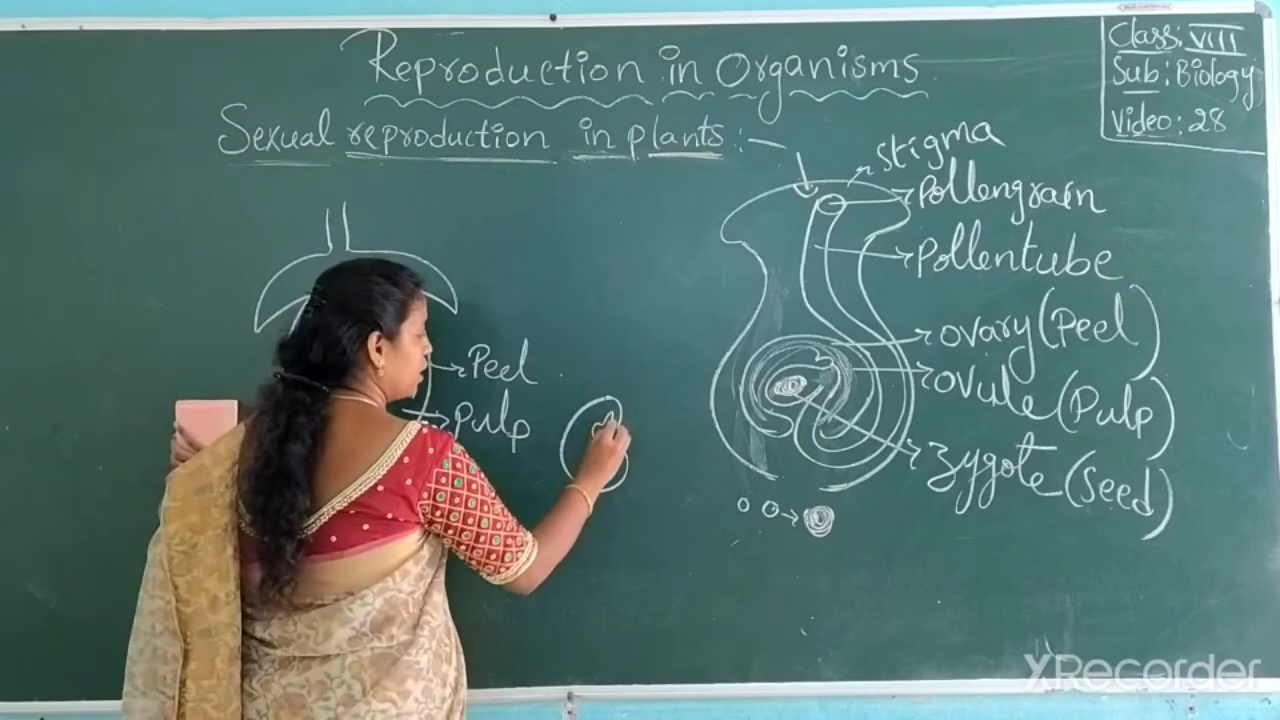 Reproduction in Organisms
Class: VIII
Sub: Biology
Video: 28
Sexual reproduction in plants:
Stigma
Pollengrain
Pollentube
Ovary (Peel)
Ovule (Pulp)
Zygote (Seed)
Peel
Pulp
XRecorder